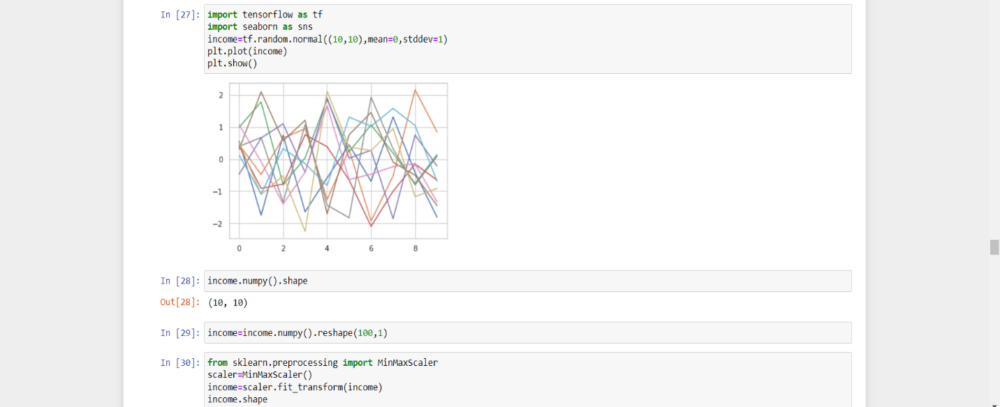 In [27]: import tensorflow as tf
import seaborn as sns
income=tf.random.normal((10,10),mean=0,stddev=1)
plt.plot(income)
plt.show()
2
1
0
−1
−2
0 2 4 6 8
In [28]: income.numpy().shape
Out[28]: (10, 10)
In [29]: income=income.numpy().reshape(100,1)
In [30]: from sklearn.preprocessing import MinMaxScaler
scaler=MinMaxScaler()
income=scaler.fit_transform(income)
income.shape